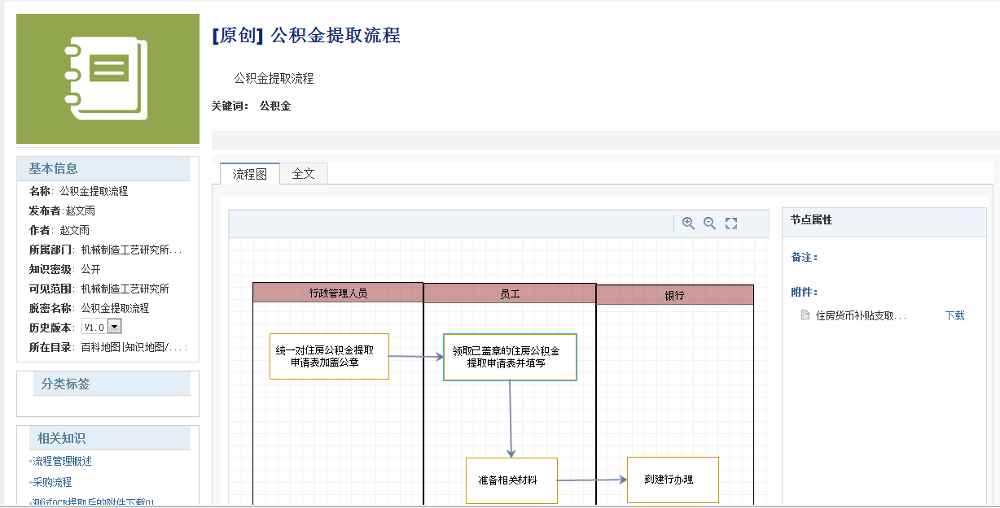 [原创] 公积金提取流程
公积金提取流程
关键词： 公积金
基本信息
名称： 公积金提取流程
发布者:赵文雨
作者： 赵文雨
所属部门： 机械制造工艺研究所...
知识密级： 公开
可见范围： 机械制造工艺研究所
脱密名称： 公积金提取流程
历史版本： V1.0
所在目录： 百科地图|知识地图/...:
分类标签
相关知识
流程管理概述
采购流程
测试OCR提取后的附件下载01
流程图 全文
行政管理人员 员工 银行
统一对住房公积金提取
申请表加盖公章
领取已盖章的住房公积金
提取申请表并填写
准备相关材料
到建行办理
节点属性
备注：
附件：
住房货币补贴支取... 下载